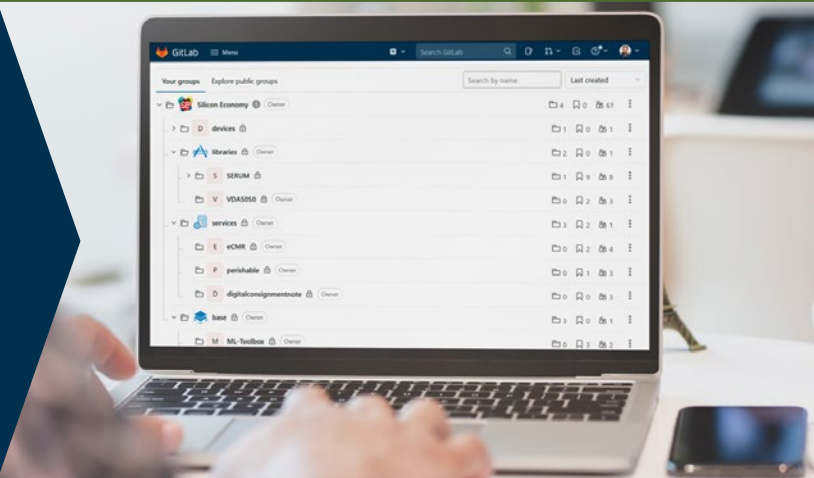 GitLab Menu Search GitLab
Your groups Explore public groups Search by name Last created
Silicon Economy Owner 4 0 61
D devices 1 0 1
libraries Owner 2 0 1
S SERUM 1 9 8
V VDA5050 Owner 0 2 3
services Owner 3 2 1
E eCMR Owner 0 2 4
P perishable Owner 0 1 3
D digitalconsignmentnote Owner 0 0 3
base Owner 3 0 1
M ML-Toolbox Owner 0 3 2